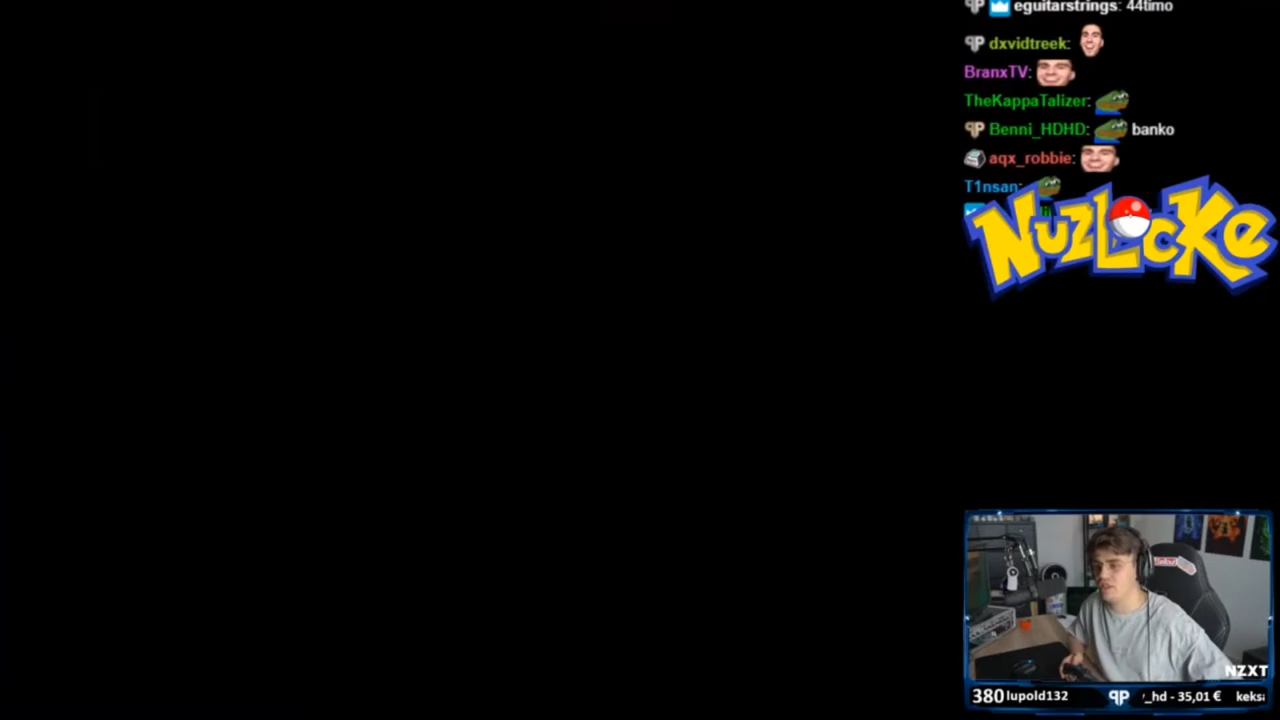 eguitarstrings: 44timo
dxvidtreek:
BranxTV:
TheKappaTalizer:
Benni_HDHD: banko
aqx_robbie:
T1nsan:
NuzLocKe
NZXT
380 lupold132 _hd - 35,01 € keks